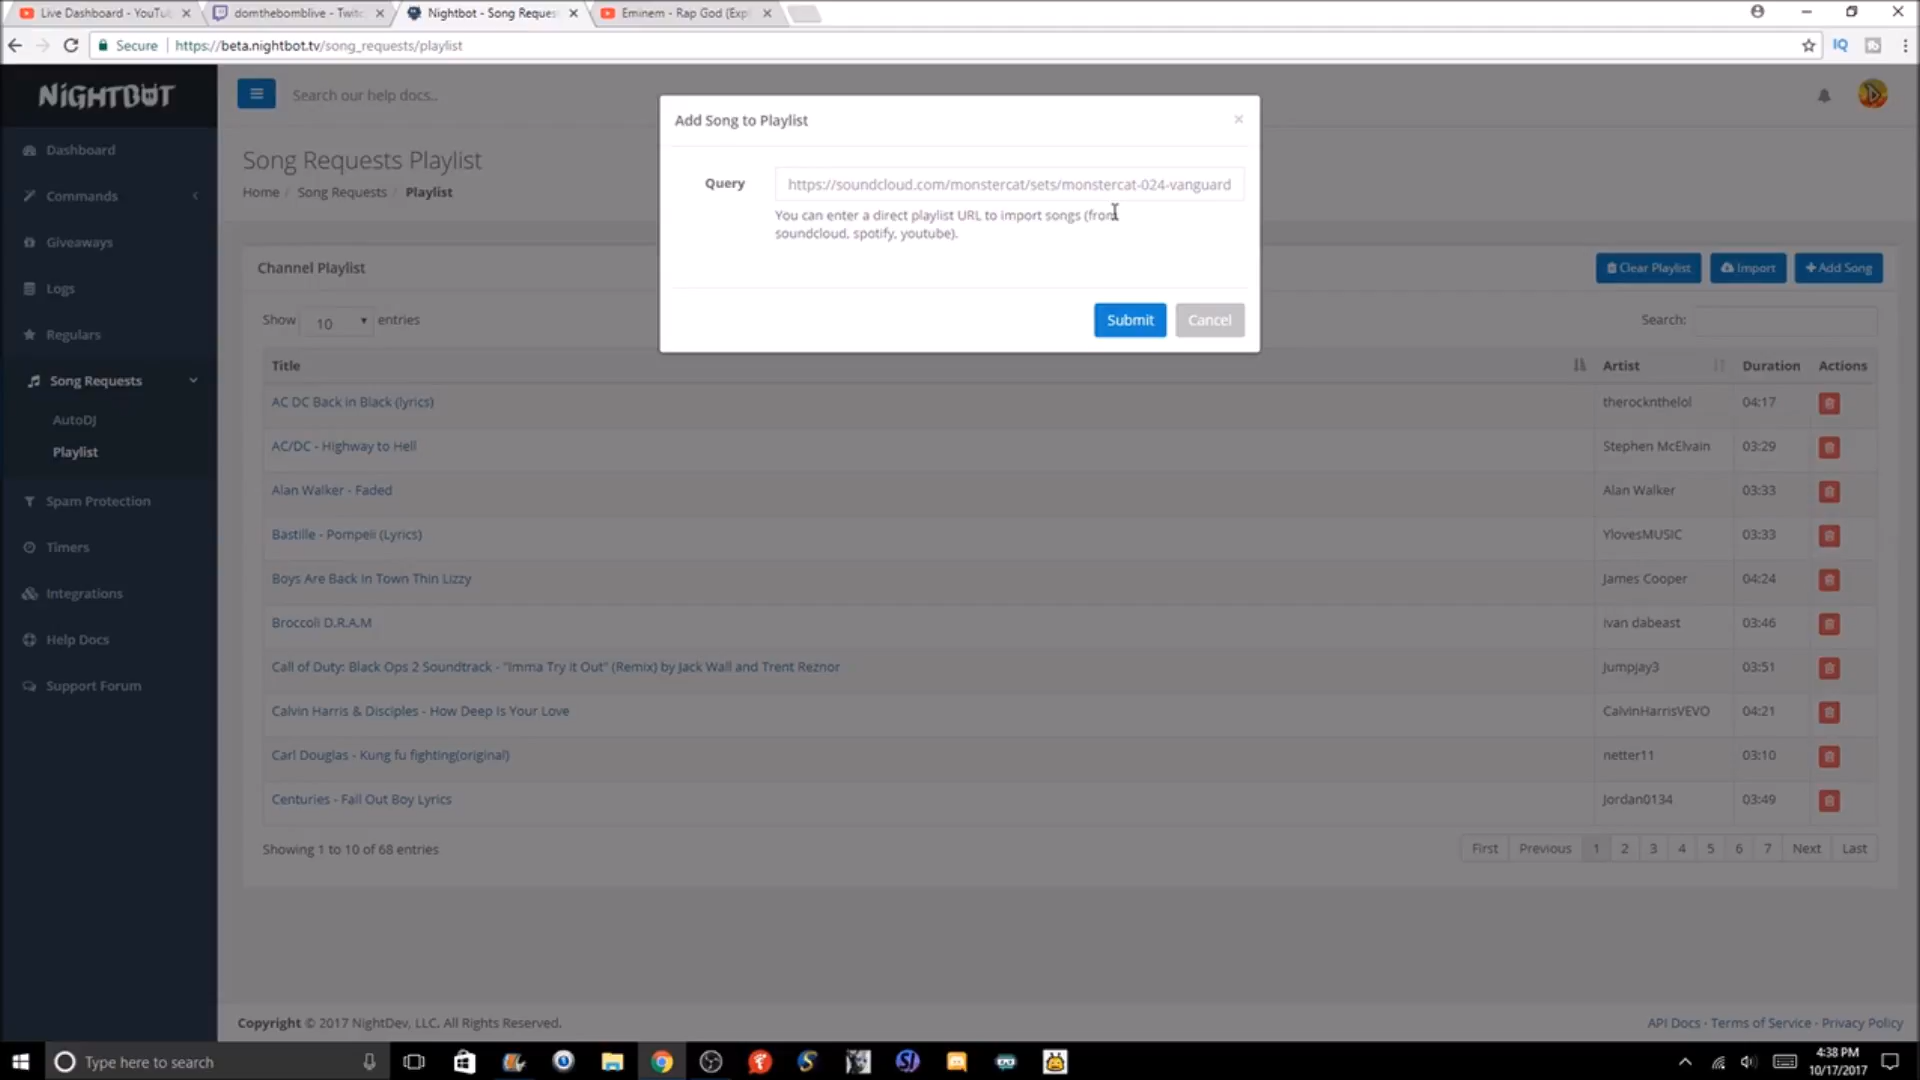 Live Dashboard - YouTu
domthebomblive - Twitc
Nightbot - Song Reques
Eminem - Rap God (Expl
Secure
https://beta.nightbot.tv/song_requests/playlist
IQ
NIGHTBOT
Search our help docs..
Dashboard
Commands
Giveaways
Logs
Regulars
Song Requests
AutoDJ
Playlist
Spam Protection
Timers
Integrations
Help Docs
Support Forum
Song Requests Playlist
Home / Song Requests / Playlist
Add Song to Playlist
×
Query
https://soundcloud.com/monstercat/sets/monstercat-024-vanguard
You can enter a direct playlist URL to import songs (from
soundcloud, spotify, youtube).
Submit
Cancel
Channel Playlist
Clear Playlist
Import
+Add Song
Show 10 entries
Search:
Title Artist Duration Actions
AC DC Back in Black (lyrics) therocknthelol 04:17
AC/DC - Highway to Hell Stephen McElvain 03:29
Alan Walker - Faded Alan Walker 03:33
Bastille - Pompeii (Lyrics) YlovesMUSIC 03:33
Boys Are Back In Town Thin Lizzy James Cooper 04:24
Broccoli D.R.A.M ivan dabeast 03:46
Call of Duty: Black Ops 2 Soundtrack - "Imma Try it Out" (Remix) by Jack Wall and Trent Reznor Jumpjay3 03:51
Calvin Harris & Disciples - How Deep Is Your Love CalvinHarrisVEVO 04:21
Carl Douglas - Kung fu fighting(original) netter11 03:10
Centuries - Fall Out Boy Lyrics Jordan0134 03:49
Showing 1 to 10 of 68 entries
First Previous 1 2 3 4 5 6 7 Next Last
Copyright © 2017 NightDev, LLC. All Rights Reserved.
API Docs · Terms of Service · Privacy Policy
Type here to search
4:38 PM
10/17/2017